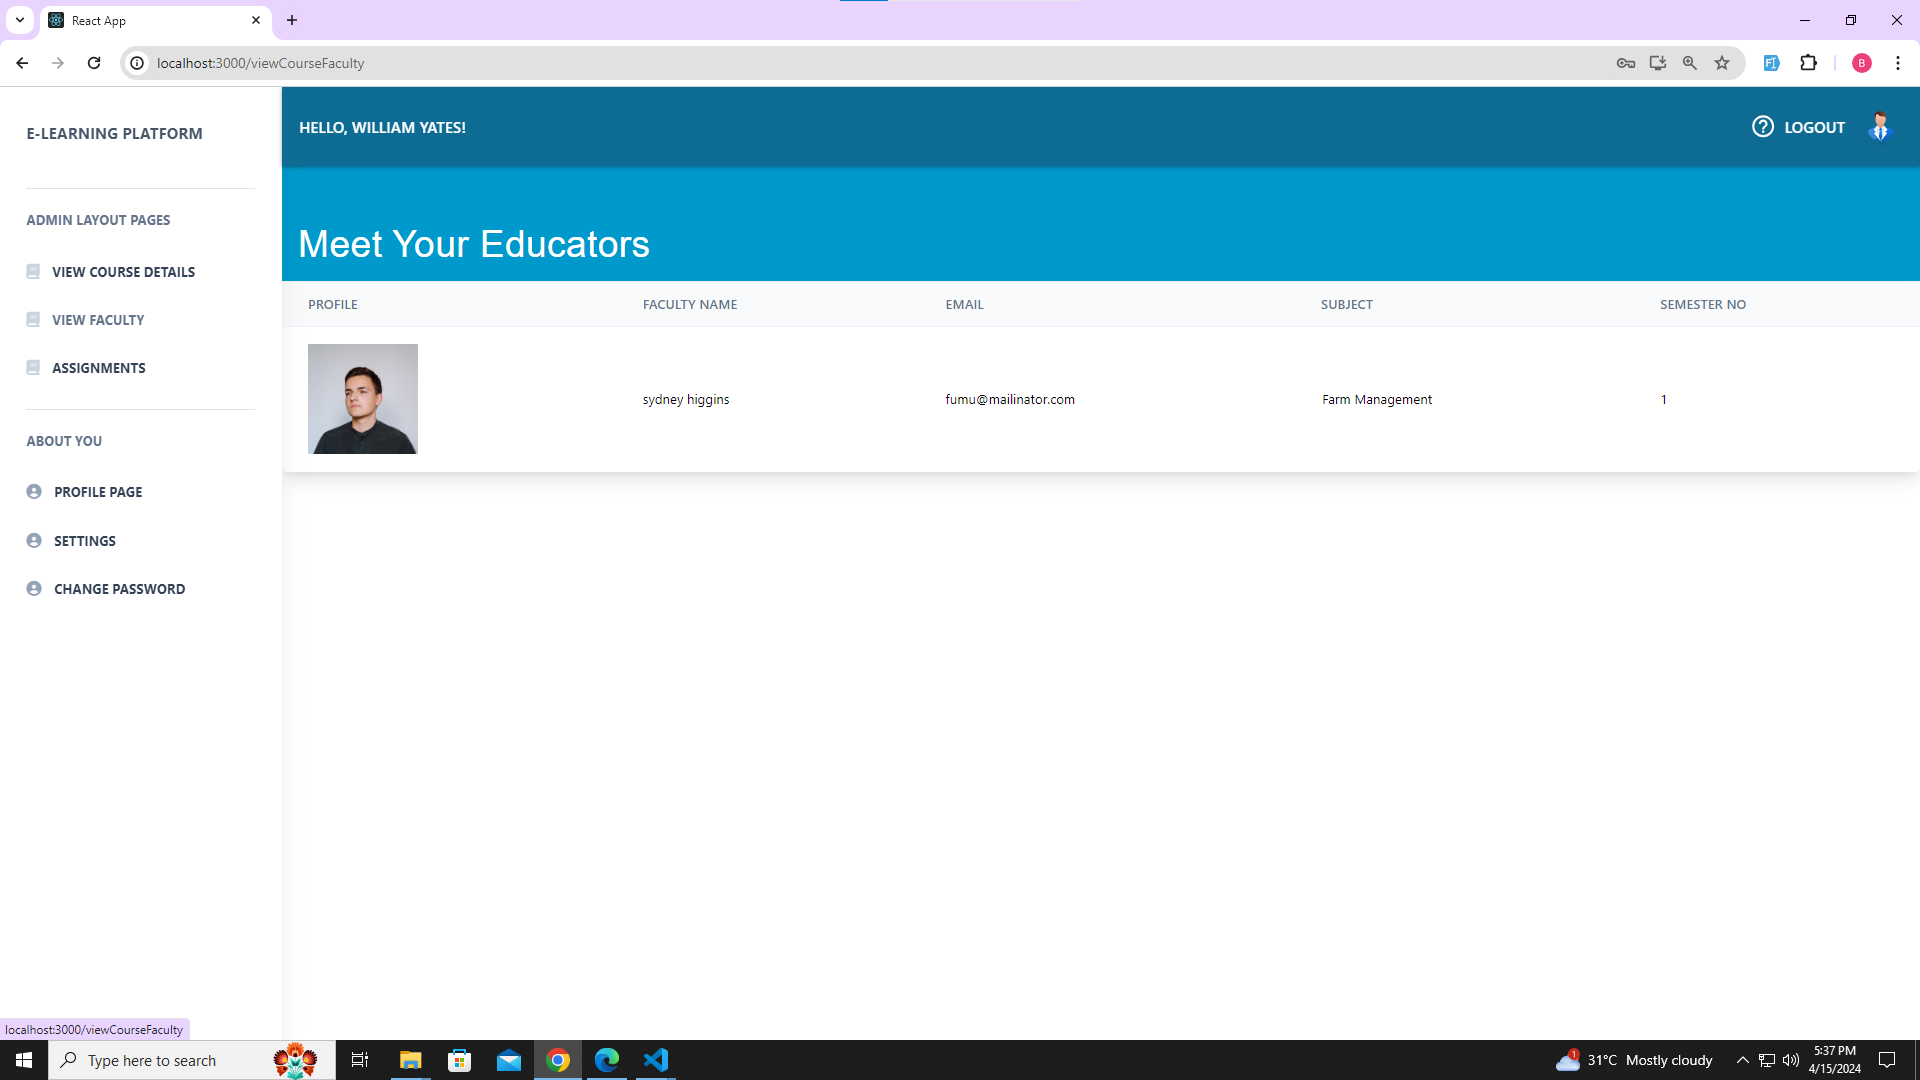 React App
localhost:3000/viewCourseFaculty
B
E-LEARNING PLATFORM
HELLO, WILLIAM YATES!
LOGOUT
ADMIN LAYOUT PAGES
VIEW COURSE DETAILS
VIEW FACULTY
ASSIGNMENTS
ABOUT YOU
PROFILE PAGE
SETTINGS
CHANGE PASSWORD
Meet Your Educators
PROFILE FACULTY NAME EMAIL SUBJECT SEMESTER NO
sydney higgins fumu@mailinator.com Farm Management 1
localhost:3000/viewCourseFaculty
Type here to search
1
31°C Mostly cloudy
5:37 PM
4/15/2024